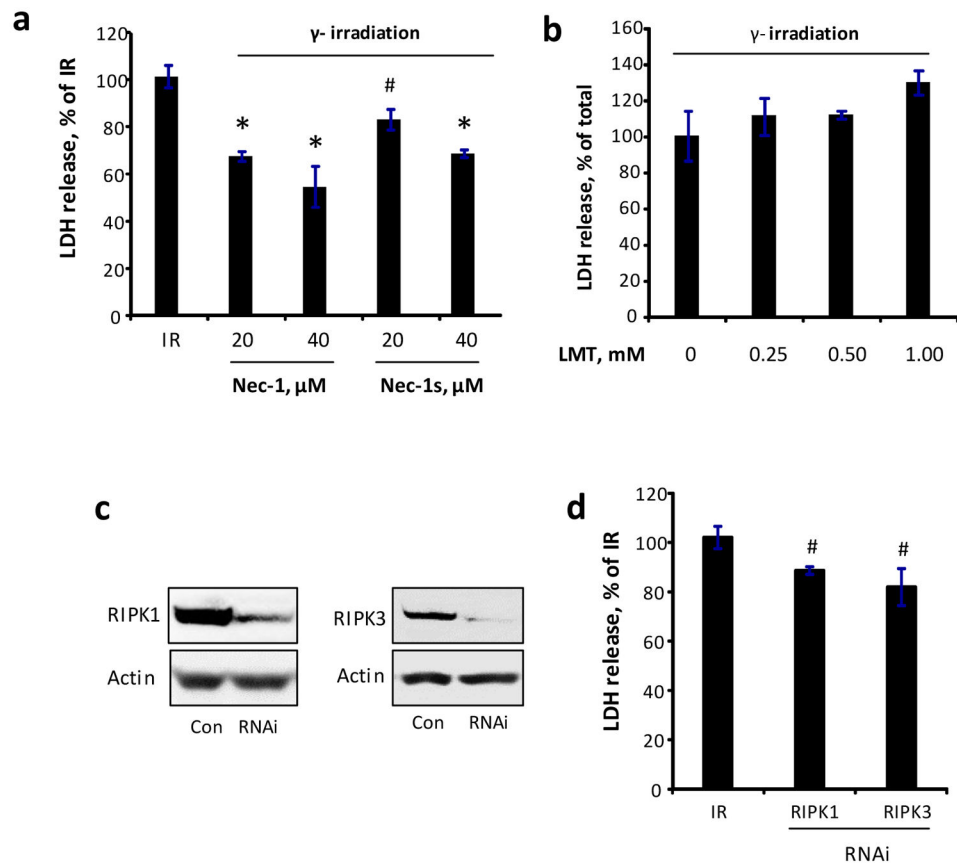 a
γ- irradiation
LDH release, % of IR
120
100
80
60
40
20
0
*
*
#
*
IR
20
40
20
40
Nec-1, μM
Nec-1s, μM
b
γ- irradiation
LDH release, % of total
160
140
120
100
80
60
40
20
0
LMT, mM
0
0.25
0.50
1.00
c
RIPK1
Actin
Con
RNAi
RIPK3
Actin
Con
RNAi
d
LDH release, % of IR
120
100
80
60
40
20
0
#
#
IR
RIPK1
RIPK3
RNAi